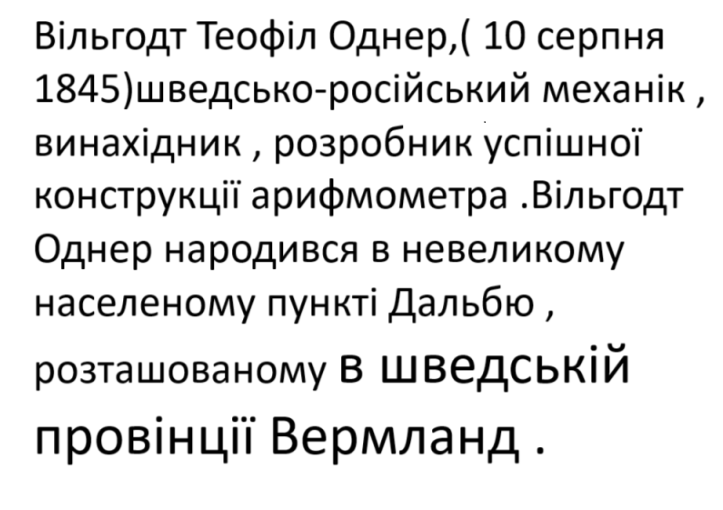 Вільгодт Теофіл Однер,( 10 серпня
1845)шведсько-російський механік ,
винахідник , розробник успішної
конструкції арифмометра .Вільгодт
Однер народився в невеликому
населеному пункті Дальбю ,
розташованому в шведській
провінції Вермланд .